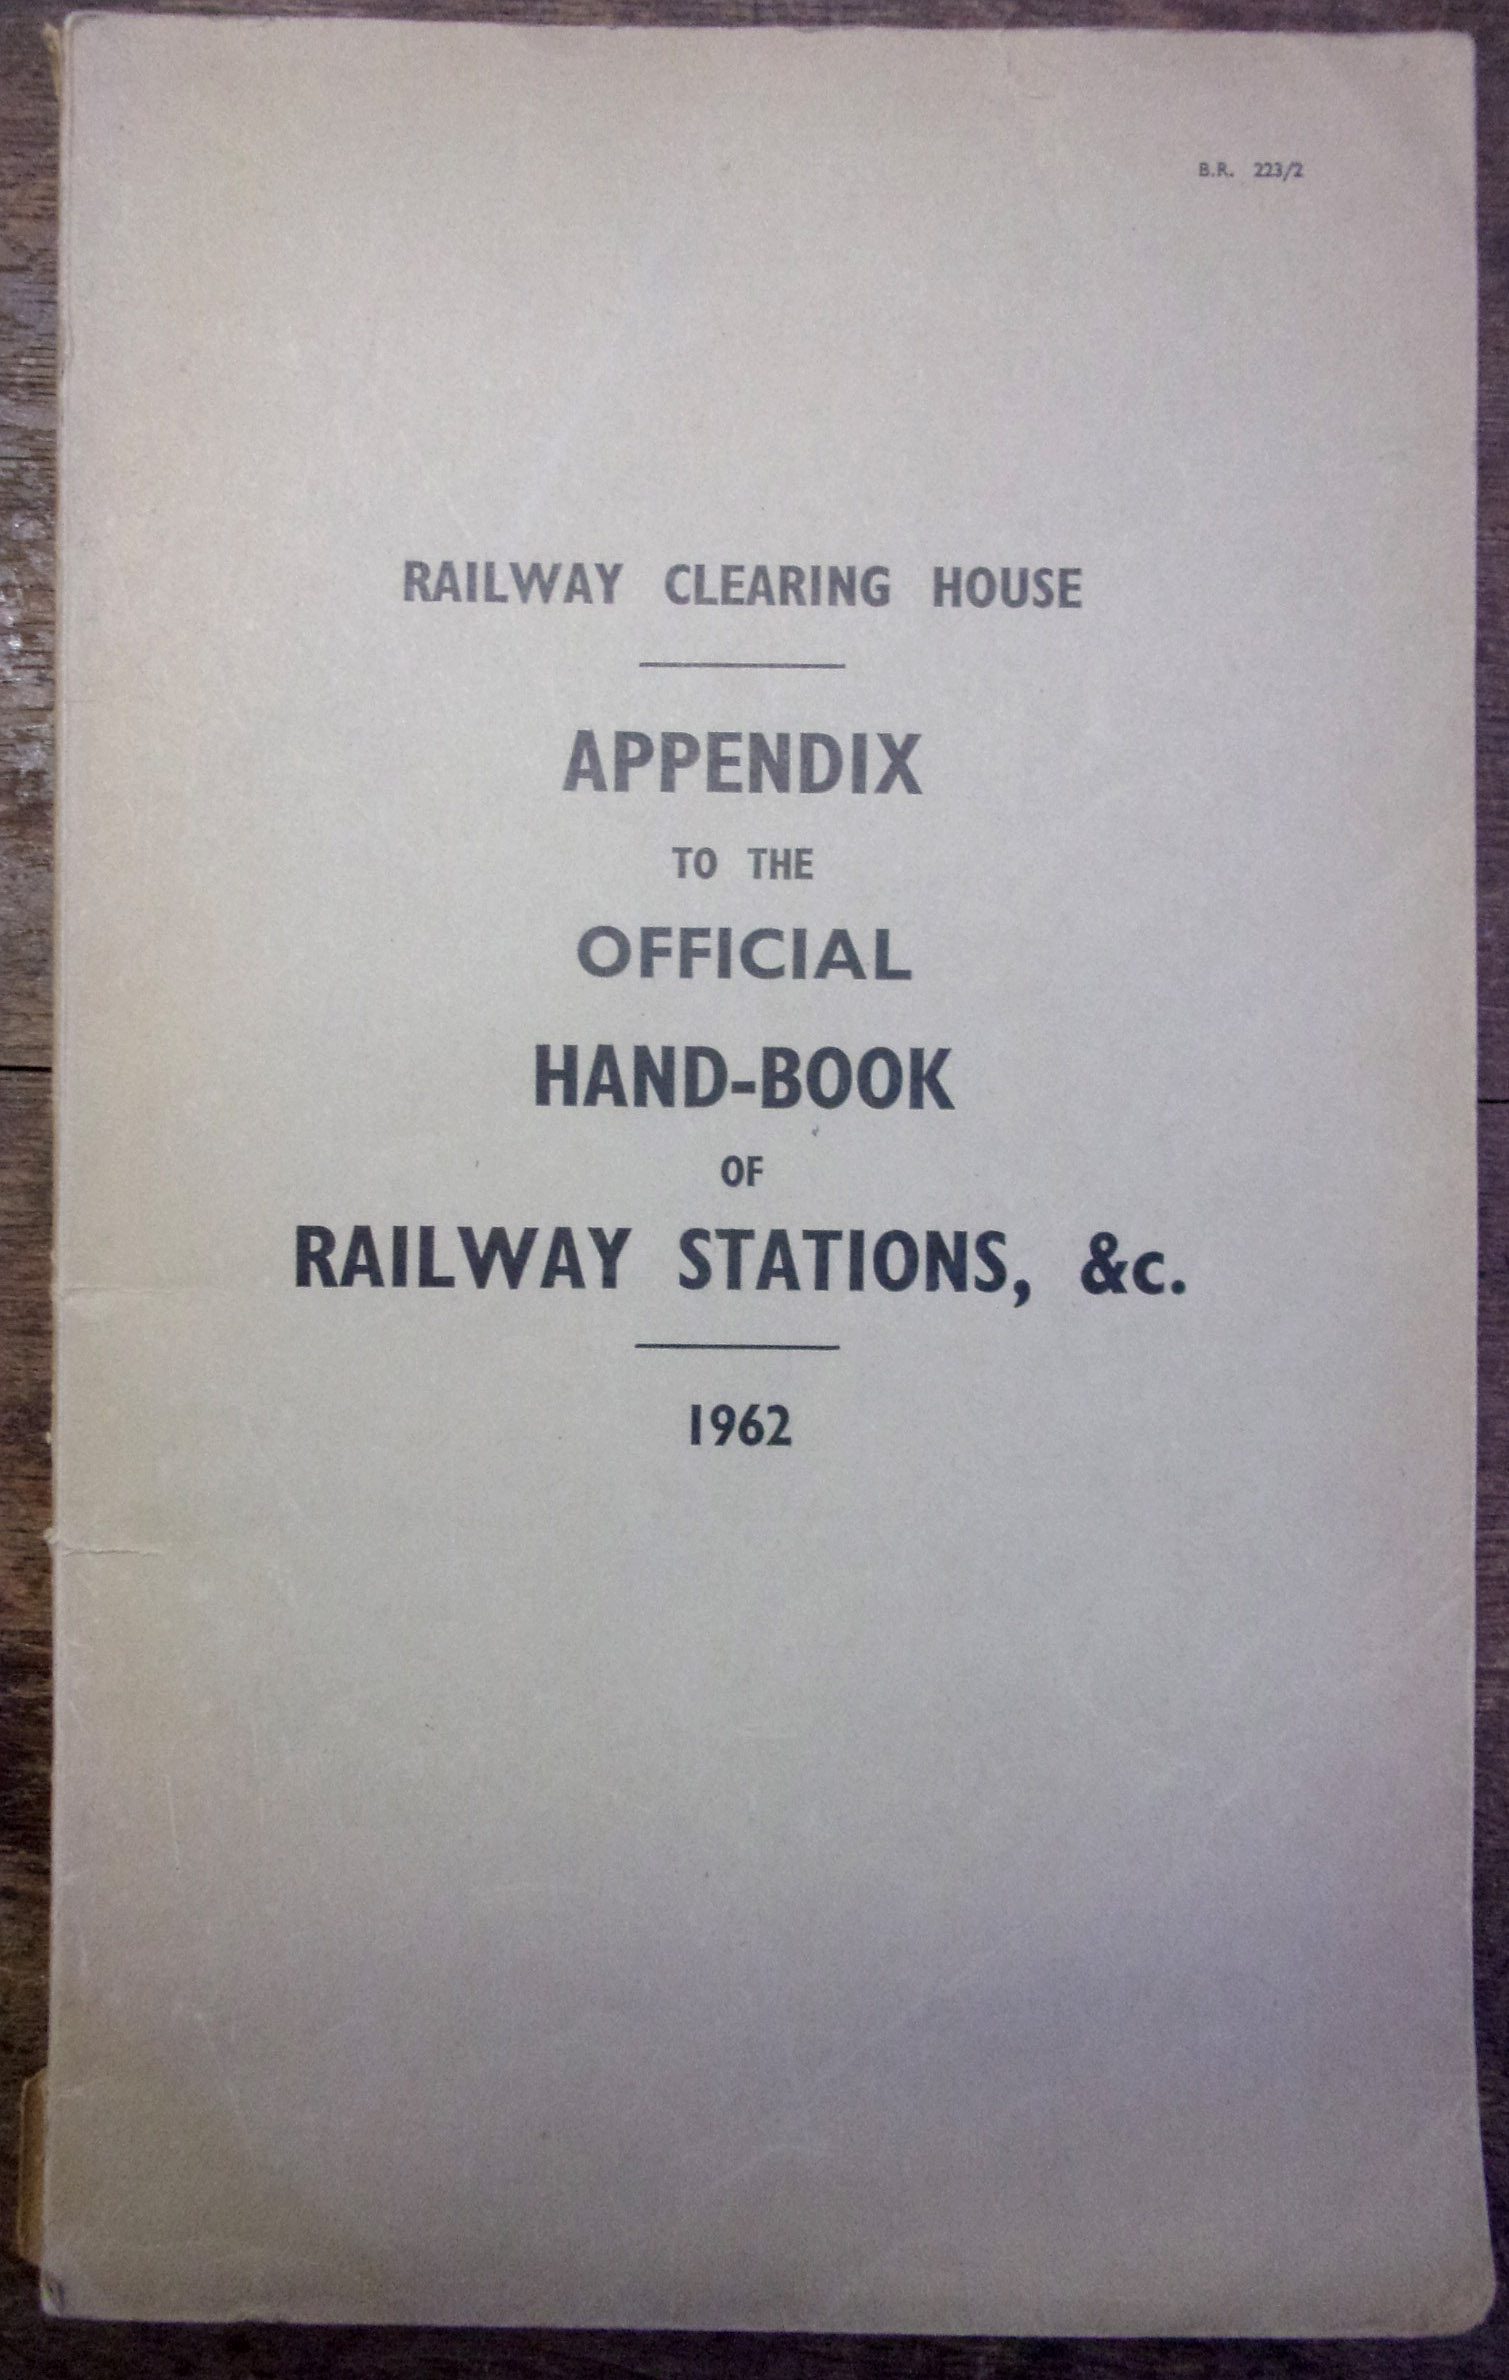 B.R. 223/2
RAILWAY CLEARING HOUSE
APPENDIX
TO THE
OFFICIAL
HAND-BOOK
OF
RAILWAY STATIONS, &c.
1962